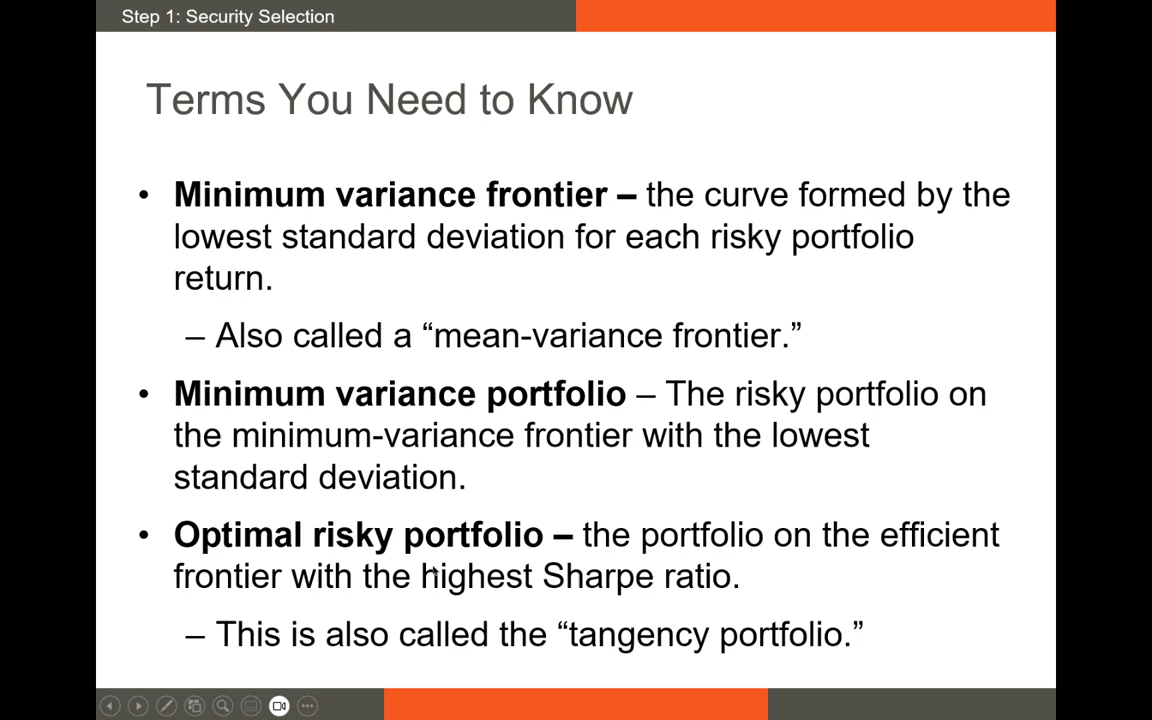 Step 1: Security Selection
Terms You Need to Know
• Minimum variance frontier – the curve formed by the
lowest standard deviation for each risky portfolio
return.
– Also called a “mean-variance frontier.”
• Minimum variance portfolio – The risky portfolio on
the minimum-variance frontier with the lowest
standard deviation.
• Optimal risky portfolio – the portfolio on the efficient
frontier with the highest Sharpe ratio.
– This is also called the “tangency portfolio.”